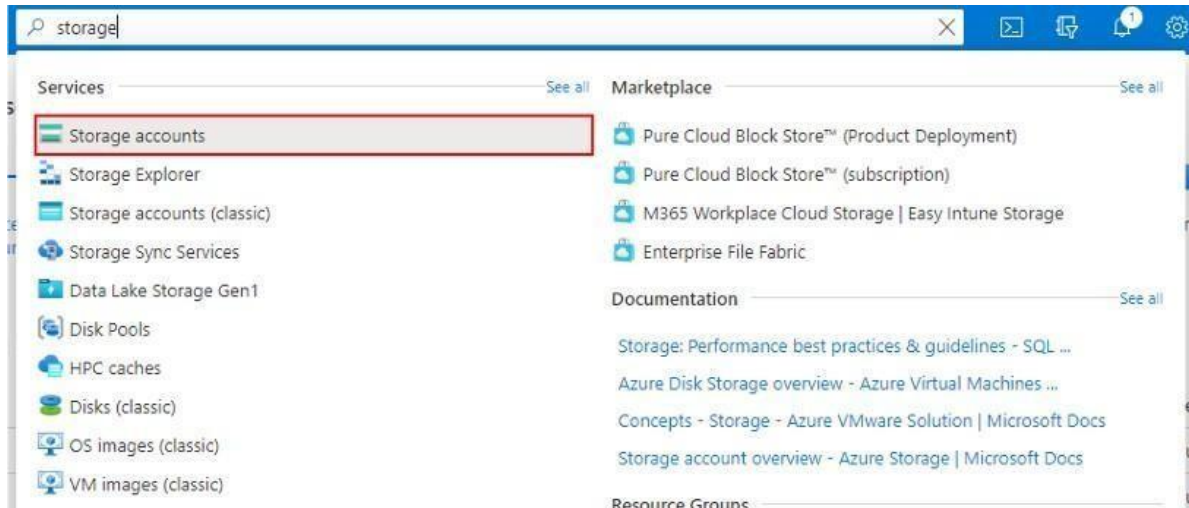 storage
1
Services
See all
Storage accounts
Storage Explorer
Storage accounts (classic)
Storage Sync Services
Data Lake Storage Gen1
Disk Pools
HPC caches
Disks (classic)
OS images (classic)
VM images (classic)
Marketplace
See all
Pure Cloud Block Store™ (Product Deployment)
Pure Cloud Block Store™ (subscription)
M365 Workplace Cloud Storage | Easy Intune Storage
Enterprise File Fabric
Documentation
See all
Storage: Performance best practices & guidelines - SQL ...
Azure Disk Storage overview - Azure Virtual Machines ...
Concepts - Storage - Azure VMware Solution | Microsoft Docs
Storage account overview - Azure Storage | Microsoft Docs
Resource Groups